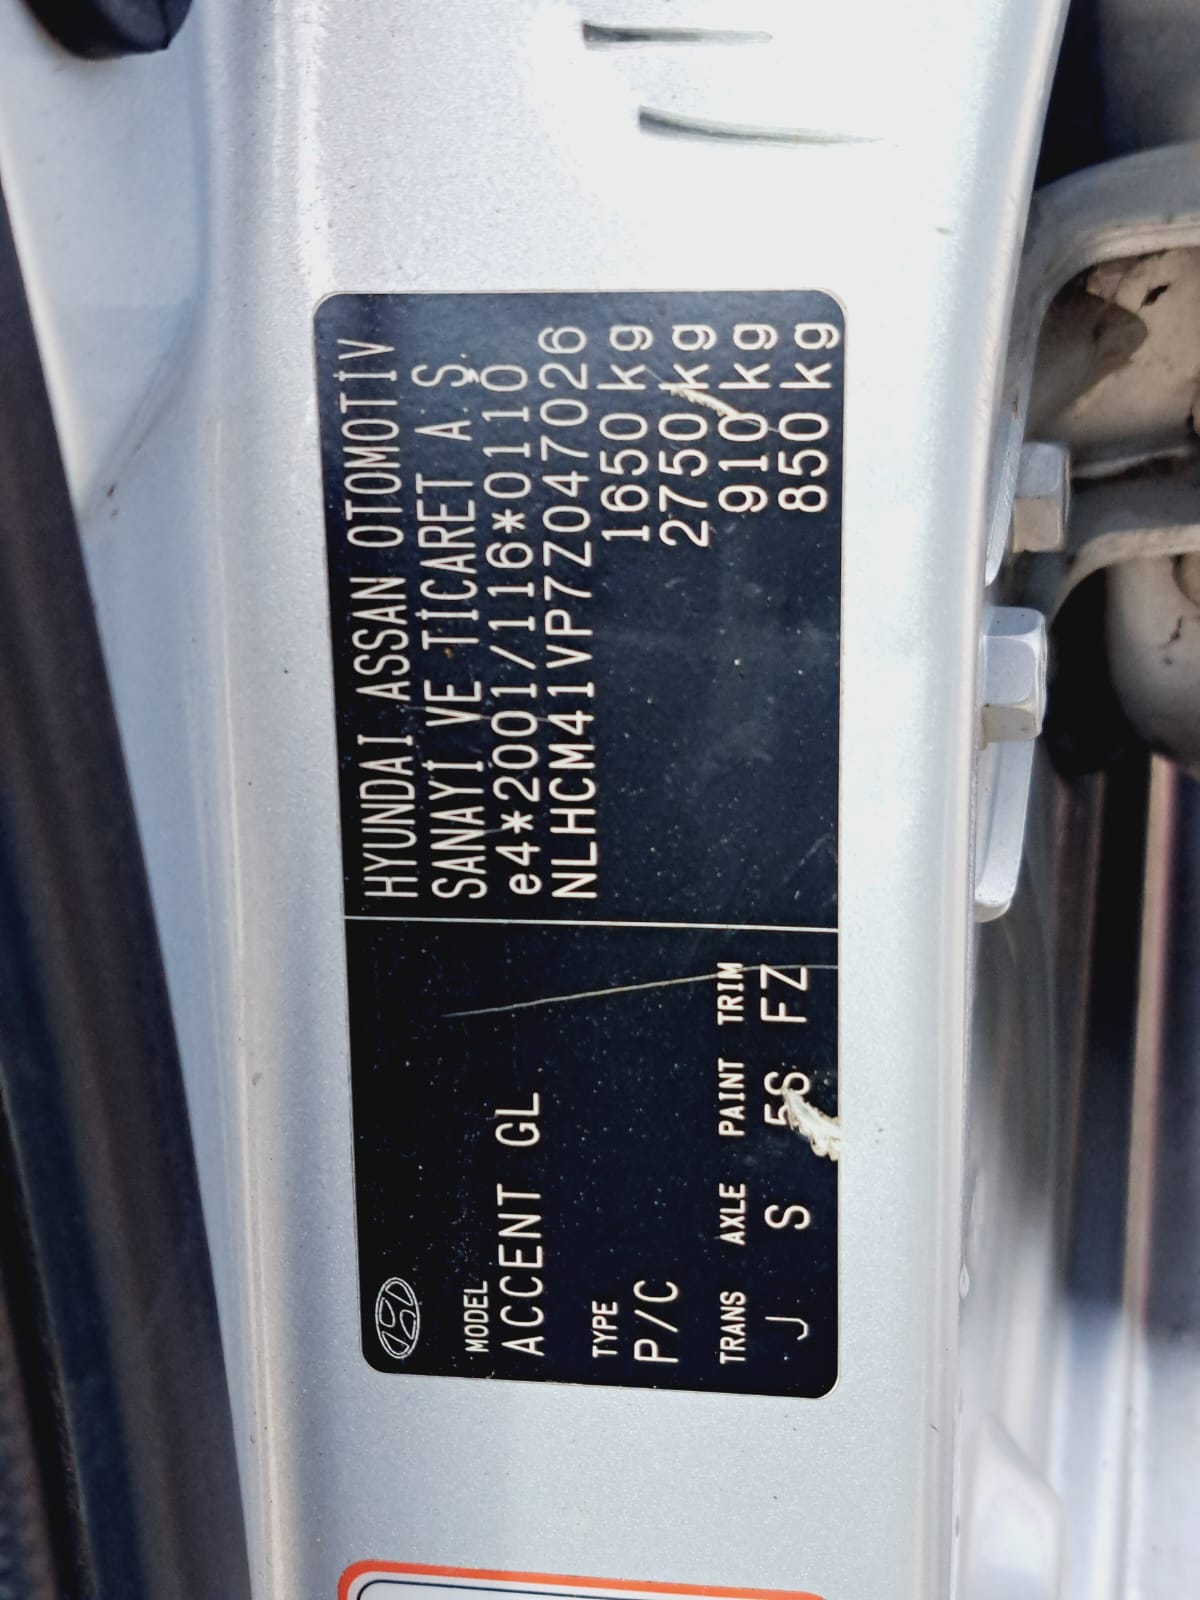 HYUNDAI ASSAN OTOMOTİV
SANAYİ VE TİCARET A.Ş.
e4*2001/116*0110
NLHCM41VP7Z047026
1650 kg
2750 kg
910 kg
850 kg
MODEL
ACCENT GL
TYPE
P/C
TRANS AXLE PAINT TRIM
J S 5S FZ